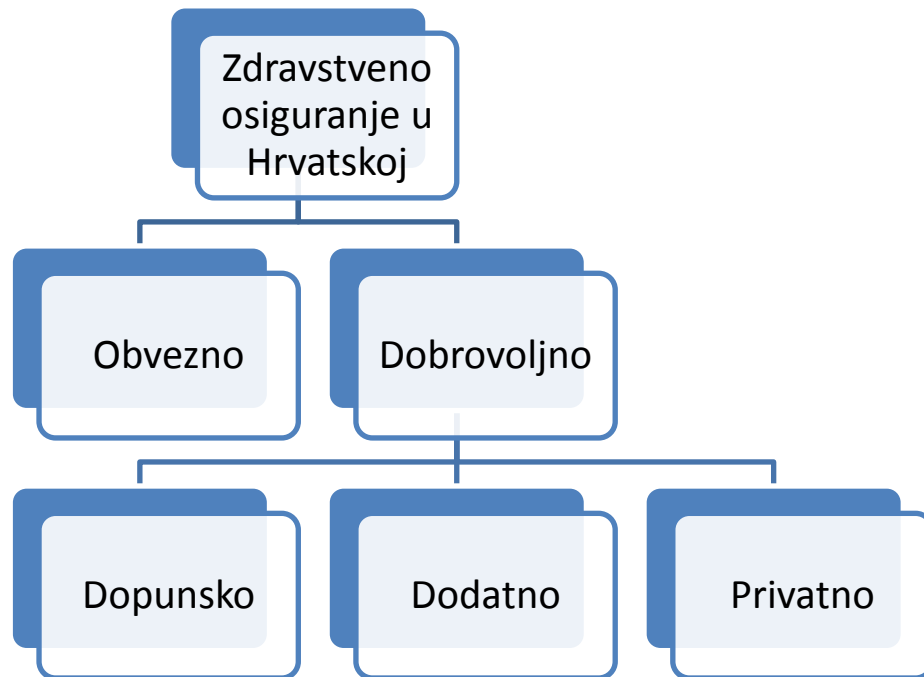 Zdravstveno
osiguranje u
Hrvatskoj
Obvezno
Dobrovoljno
Dopunsko
Dodatno
Privatno